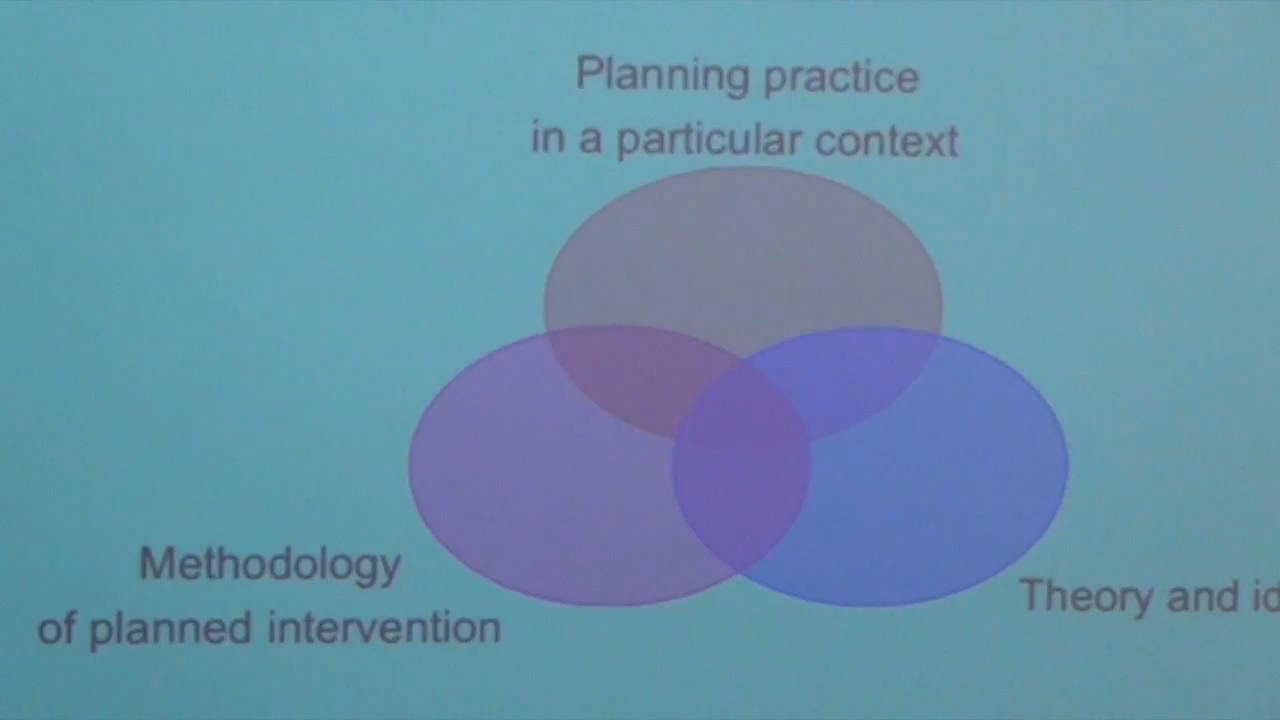 Planning practice
in a particular context
Methodology
of planned intervention
Theory and